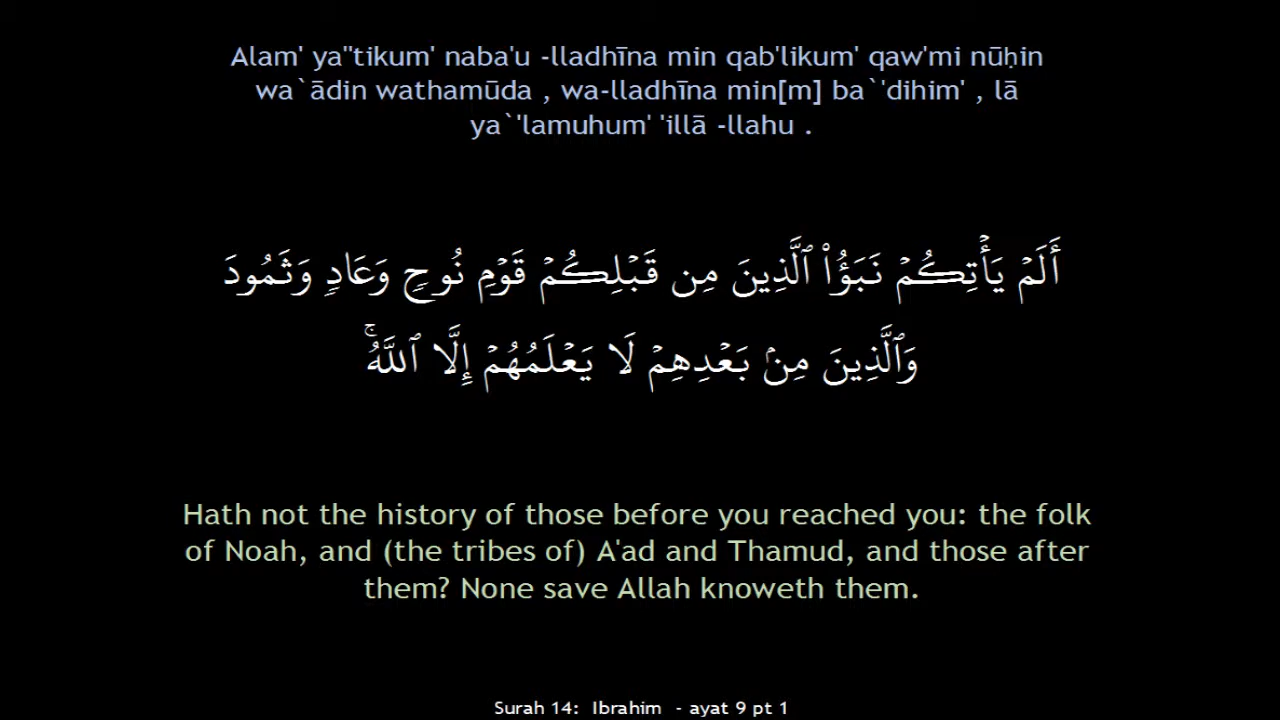 Alam' ya"tikum' naba'u -lladhīna min qab'likum' qaw'mi nūḥin
wa`ādin wathamūda , wa-lladhīna min[m] ba`'dihim' , lā
ya`'lamuhum' 'illā -llahu .
أَلَمۡ يَأۡتِكُمۡ نَبَؤُاْ ٱلَّذِينَ مِن قَبۡلِكُمۡ قَوۡمِ نُوحٖ وَعَادٖ وَثَمُودَ
وَٱلَّذِينَ مِنۢ بَعۡدِهِمۡ لَا يَعۡلَمُهُمۡ إِلَّا ٱللَّهُۚ
Hath not the history of those before you reached you: the folk
of Noah, and (the tribes of) A'ad and Thamud, and those after
them? None save Allah knoweth them.
Surah 14: Ibrahim - ayat 9 pt 1